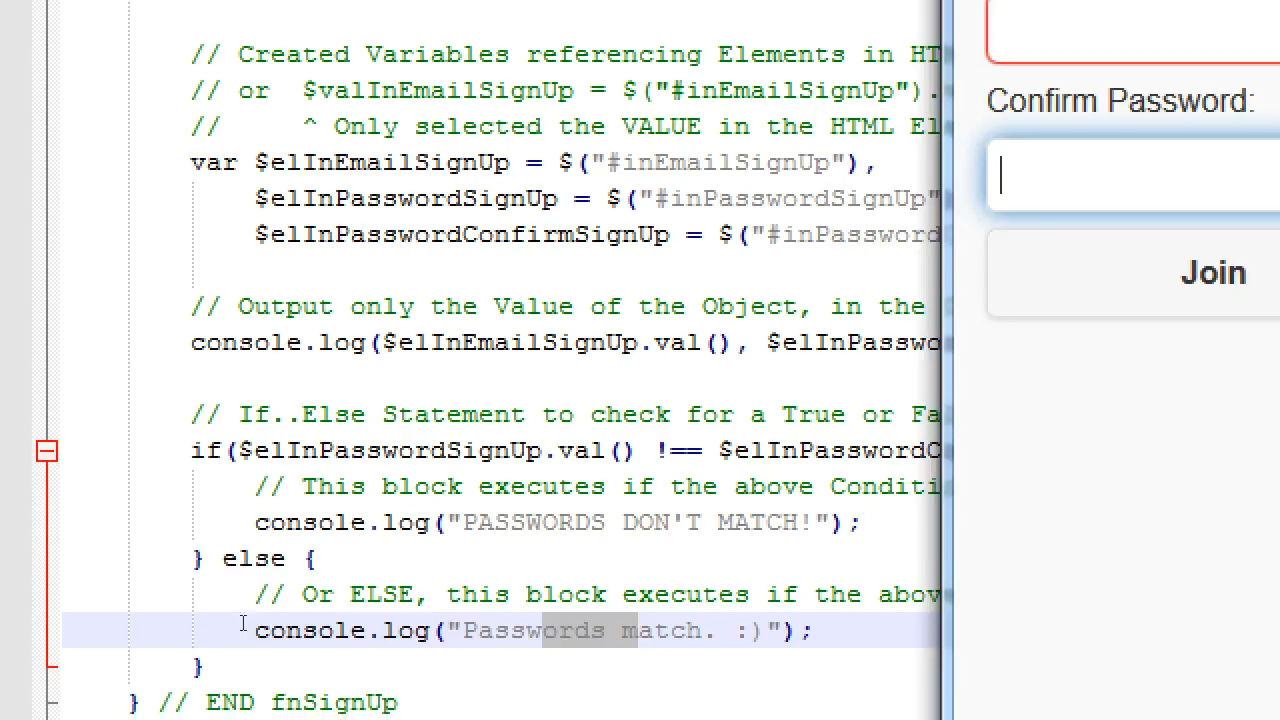 // Created Variables referencing Elements in HT
// or  $valInEmailSignUp = $("#inEmailSignUp").
//     ^ Only selected the VALUE in the HTML El
var $elInEmailSignUp = $("#inEmailSignUp"),
$elInPasswordSignUp = $("#inPasswordSignUp"
$elInPasswordConfirmSignUp = $("#inPassword
// Output only the Value of the Object, in the
console.log($elInEmailSignUp.val(), $elInPasswo
// If..Else Statement to check for a True or Fa
if($elInPasswordSignUp.val() !== $elInPasswordC
// This block executes if the above Conditi
console.log("PASSWORDS DON'T MATCH!");
} else {
// Or ELSE, this block executes if the abov
console.log("Passwords match. :)");
}
} // END fnSignUp
Confirm Password:
Join